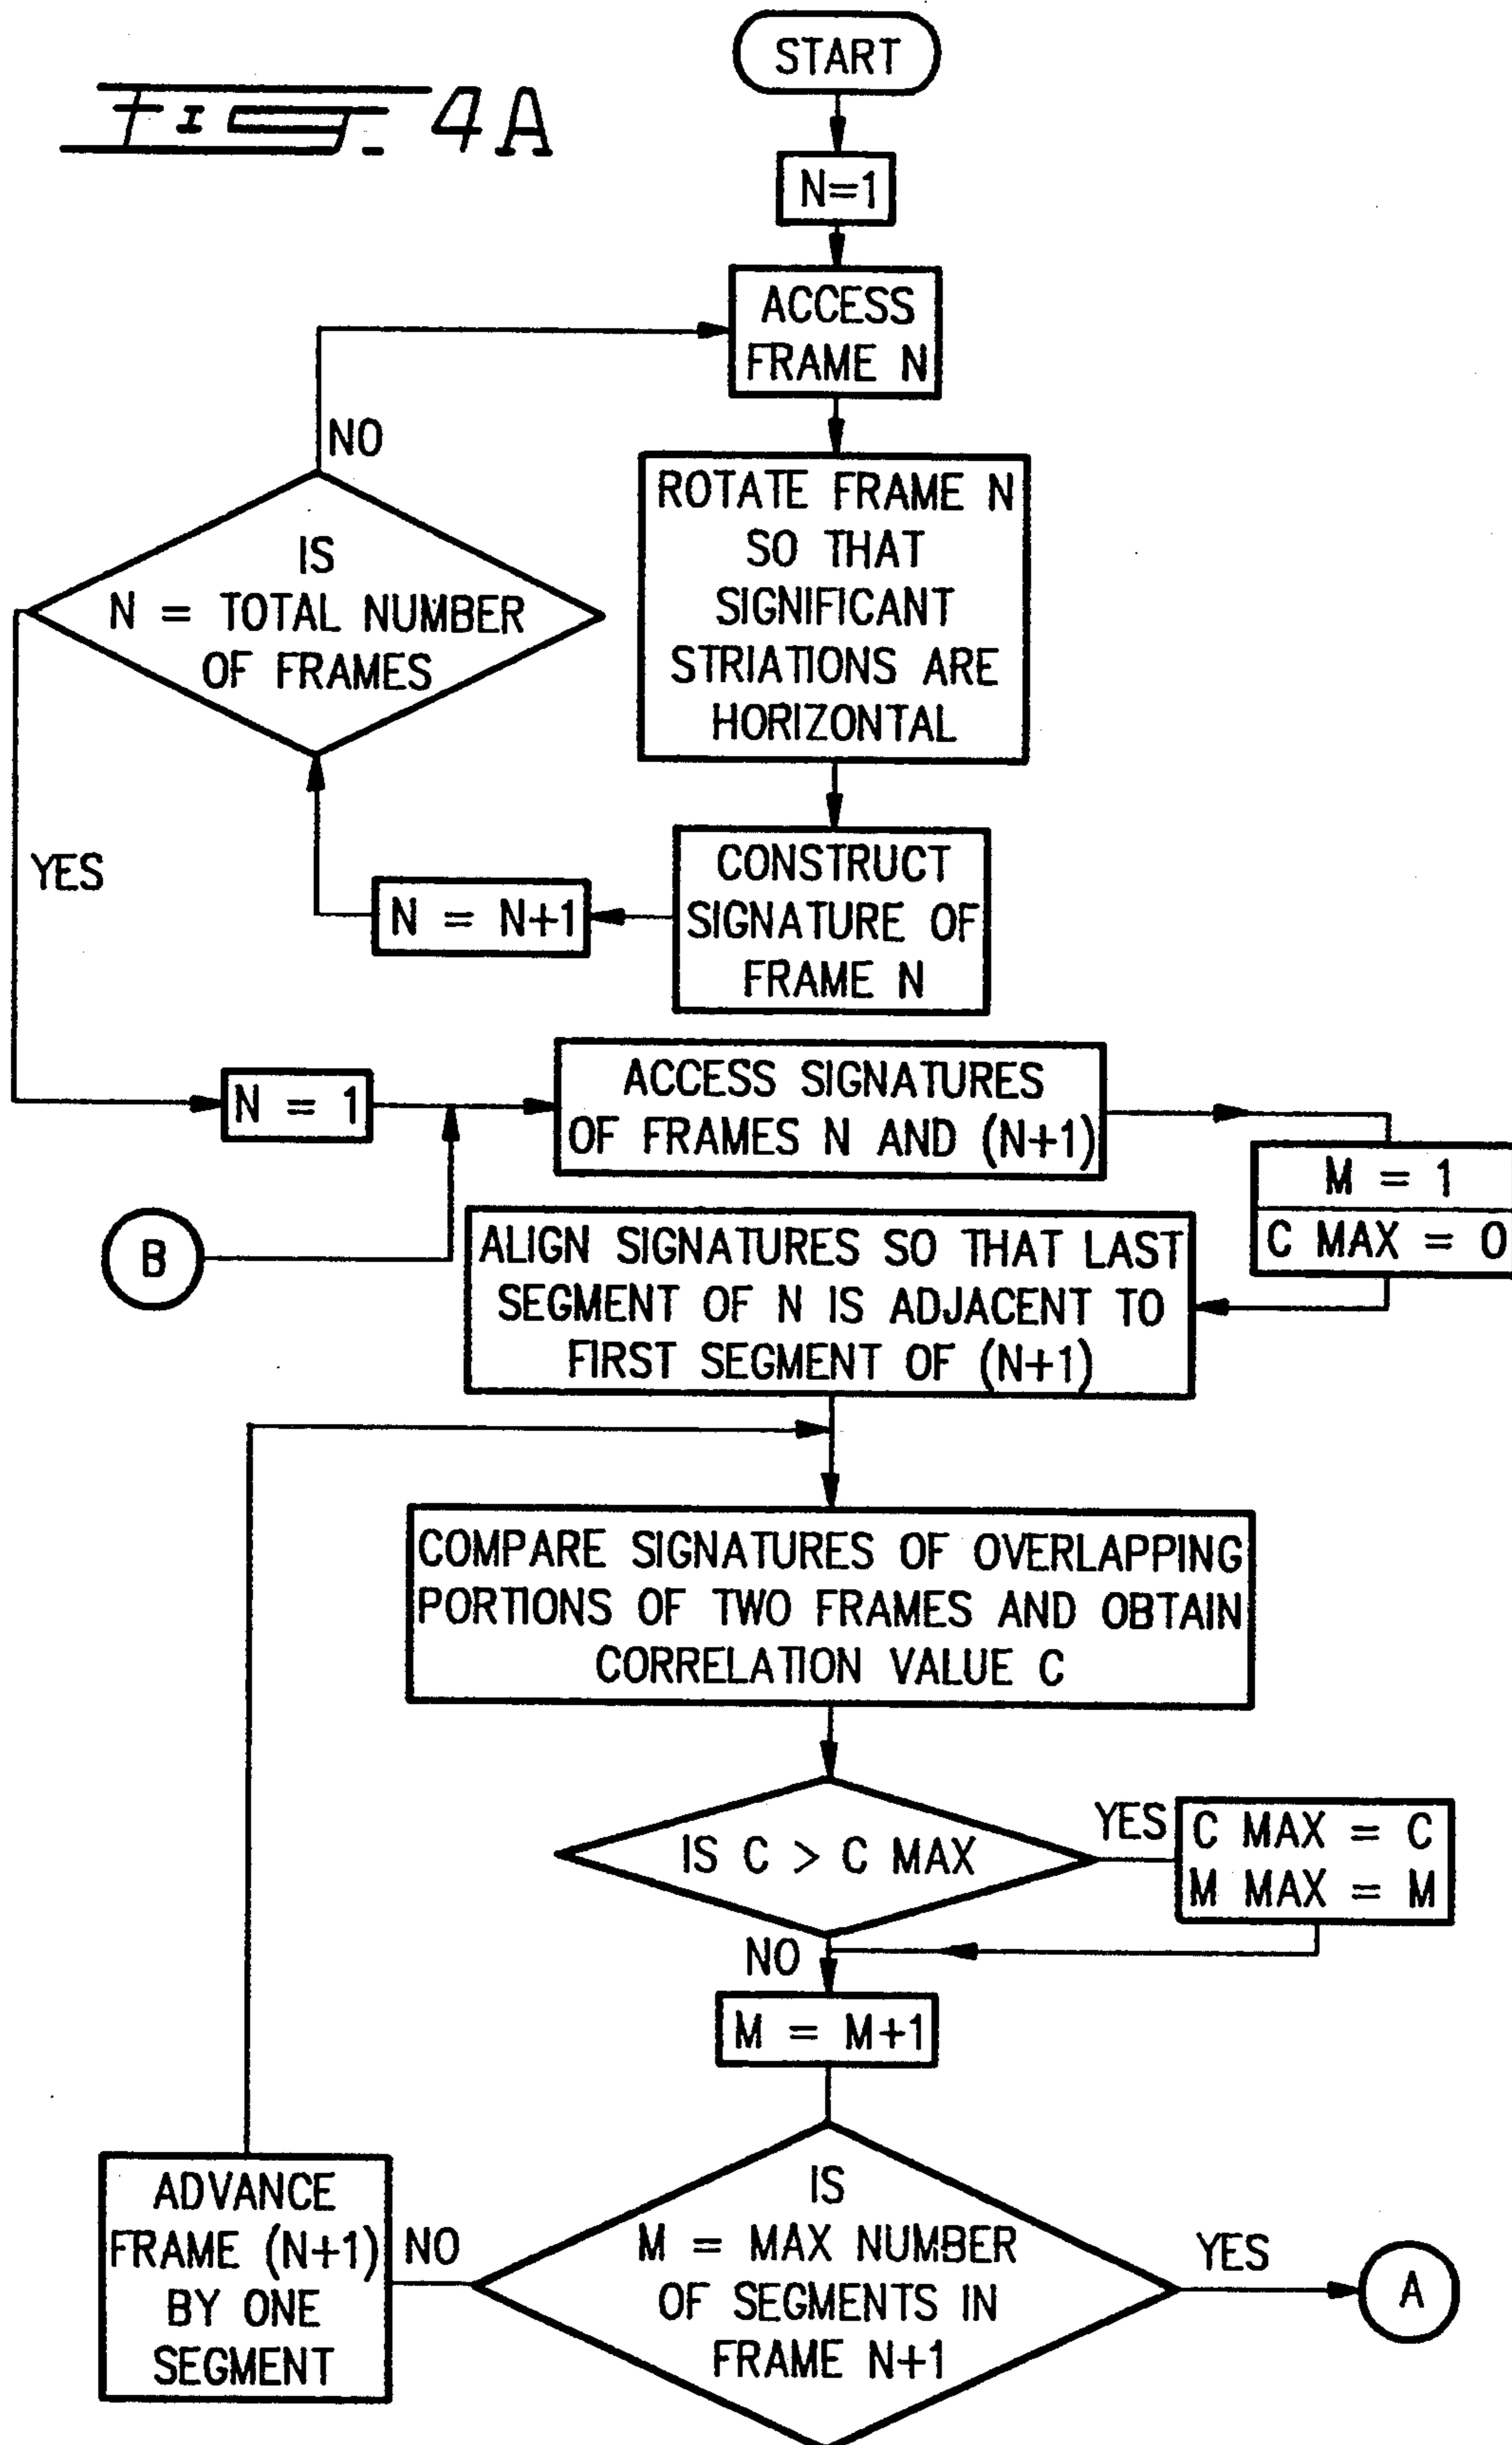 FIG. 4A
START
N=1
ACCESS
FRAME N
NO
ROTATE FRAME N
SO THAT
SIGNIFICANT
STRIATIONS ARE
HORIZONTAL
IS
N = TOTAL NUMBER
OF FRAMES
YES
CONSTRUCT
SIGNATURE OF
FRAME N
N = N+1
N = 1
ACCESS SIGNATURES
OF FRAMES N AND (N+1)
M = 1
C MAX = 0
B
ALIGN SIGNATURES SO THAT LAST
SEGMENT OF N IS ADJACENT TO
FIRST SEGMENT OF (N+1)
COMPARE SIGNATURES OF OVERLAPPING
PORTIONS OF TWO FRAMES AND OBTAIN
CORRELATION VALUE C
IS C > C MAX
YES
C MAX = C
M MAX = M
NO
M = M+1
IS
M = MAX NUMBER
OF SEGMENTS IN
FRAME N+1
NO
ADVANCE
FRAME (N+1)
BY ONE
SEGMENT
YES
A